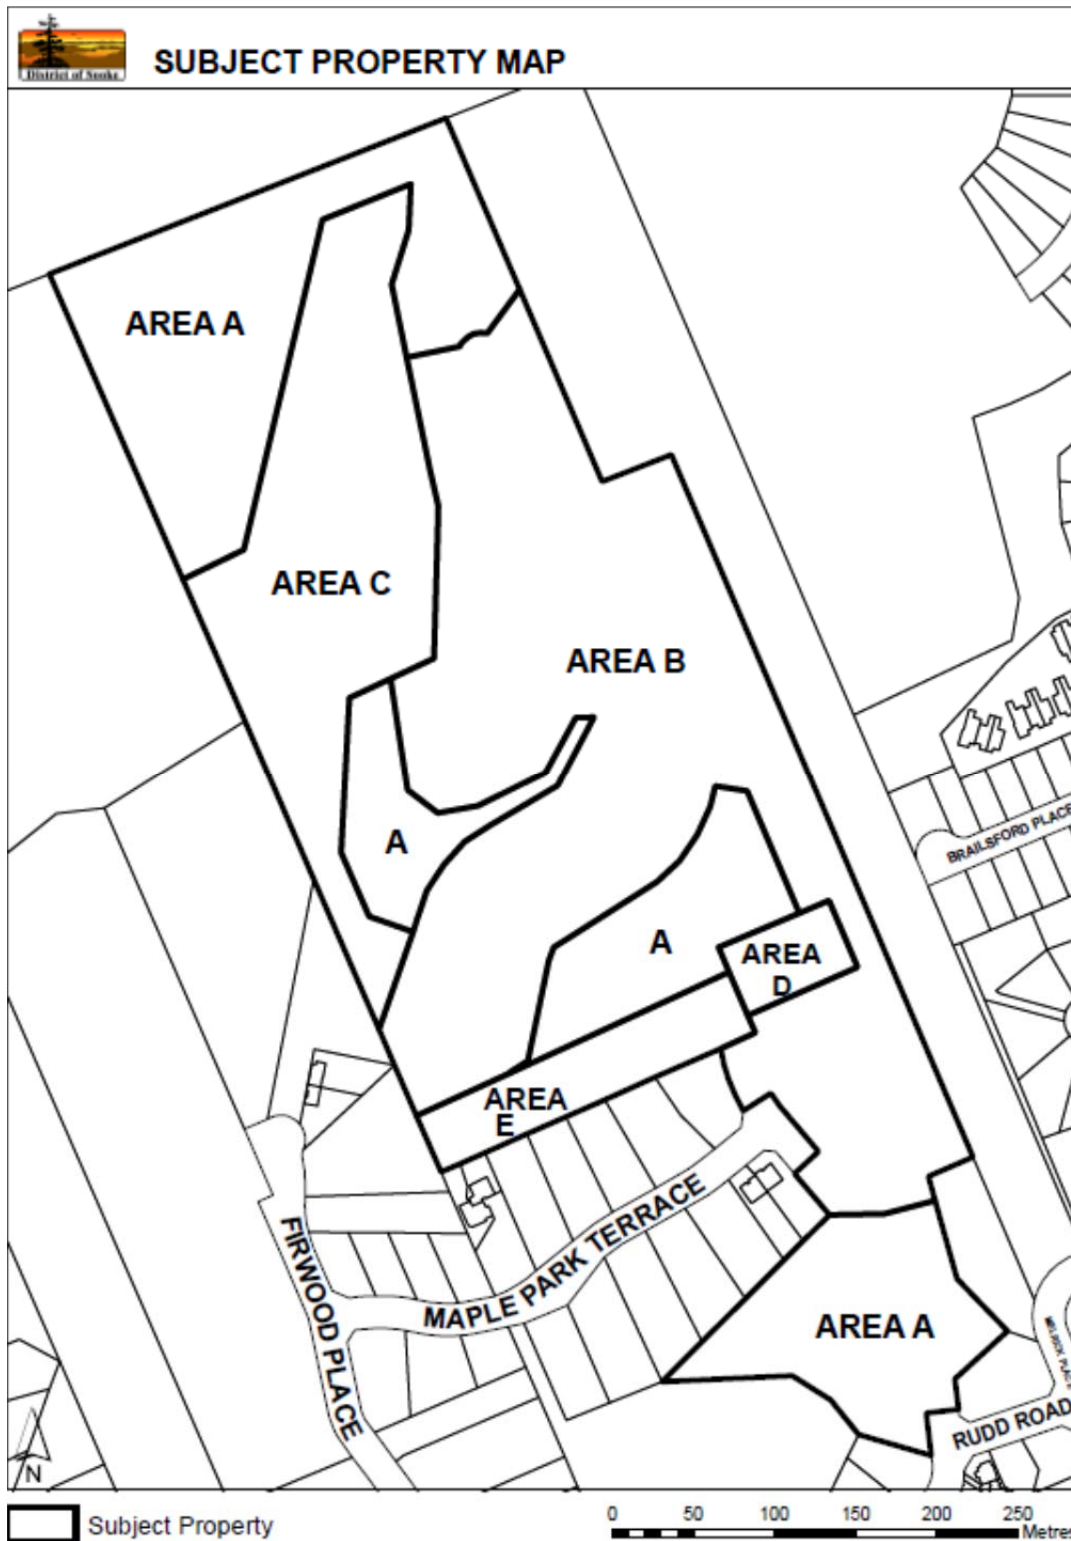 District of Sooke
SUBJECT PROPERTY MAP
AREA A
AREA C
AREA B
A
A
AREA
D
AREA
E
BRAILSFORD PLACE
MAPLE PARK TERRACE
FIRWOOD PLACE
AREA A
RUDD ROAD
N
Subject Property
0 50 100 150 200 250
Metres